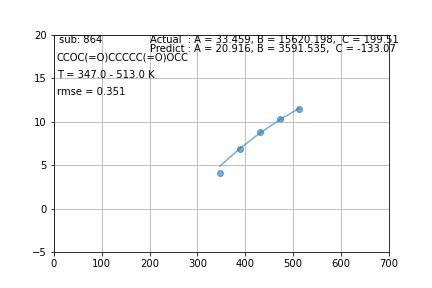 sub: 864
Actual : A = 33.459, B = 15620.198, C = 199.51
Predict : A = 20.916, B = 3591.535, C = -133.07
CCOC(=O)CCCCC(=O)OCC
T = 347.0 - 513.0 K
rmse = 0.351
20
15
10
5
0
−5
0 100 200 300 400 500 600 700